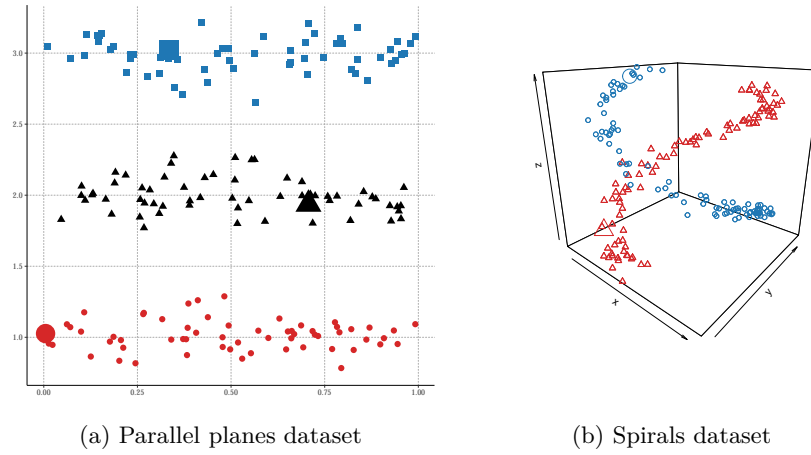 3.0
2.5
2.0
1.5
1.0
0.00
0.25
0.50
0.75
1.00
z
x
y
(a) Parallel planes dataset
(b) Spirals dataset